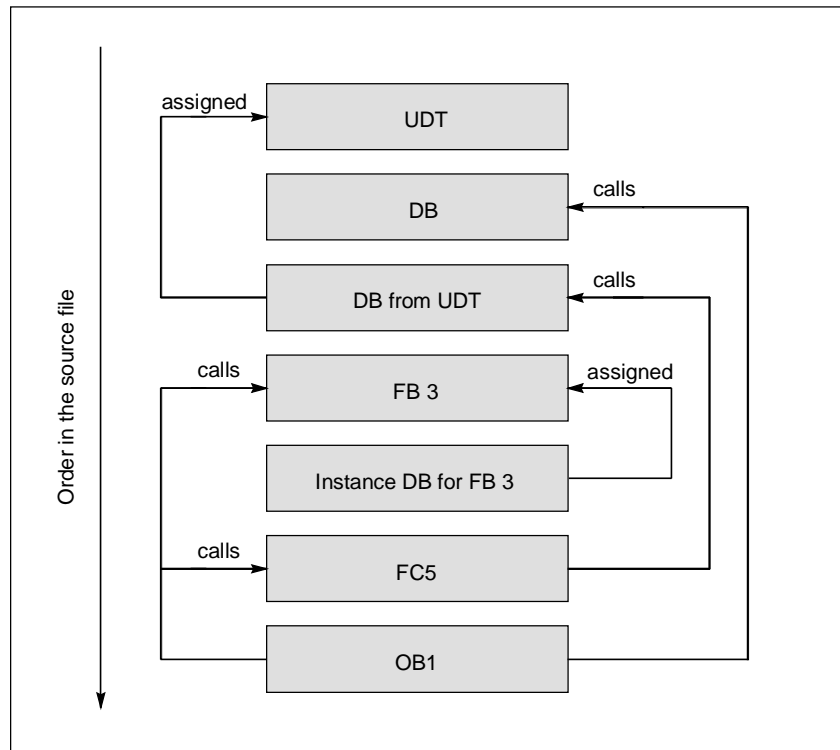 assigned
UDT
calls
DB
calls
DB from UDT
calls
assigned
FB 3
Order in the source file
Instance DB for FB 3
calls
FC5
OB1